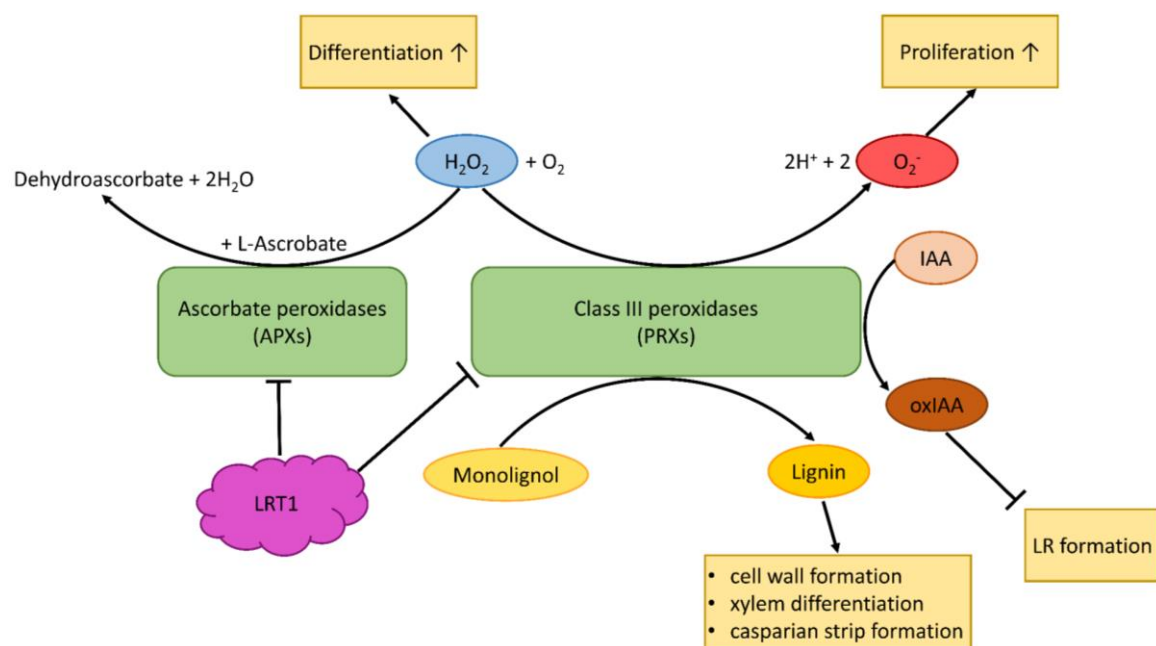 Differentiation ↑
Proliferation ↑
H₂O₂
+ O₂
2H⁺ + 2
O₂⁻
Dehydroascorbate + 2H₂O
+ L-Ascrobate
IAA
Ascorbate peroxidases
(APXs)
Class III peroxidases
(PRXs)
oxIAA
Monolignol
Lignin
LRT1
LR formation
• cell wall formation
• xylem differentiation
• casparian strip formation